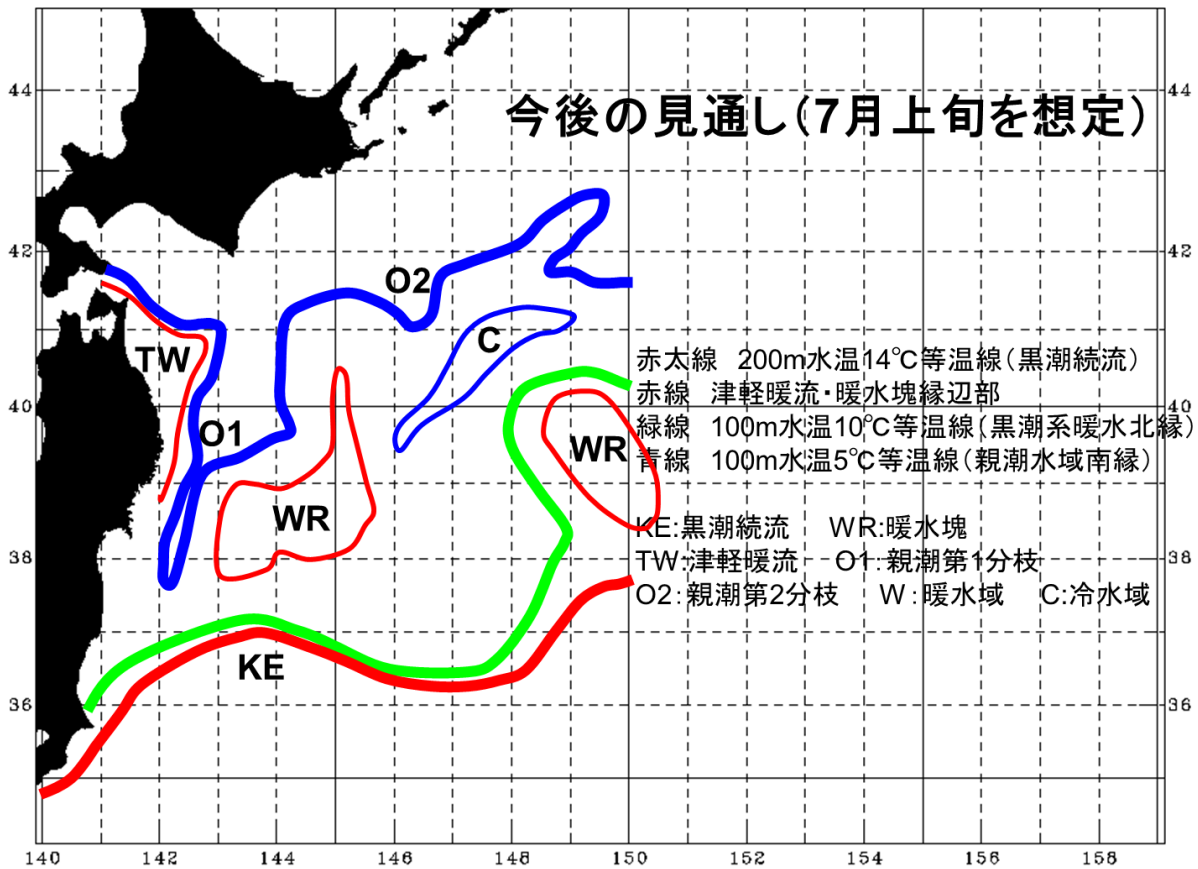 44 44
今後の見通し（7月上旬を想定）
42 42
O2
TW
C
赤太線 200m水温14℃等温線（黒潮続流）
赤線 津軽暖流・暖水塊縁辺部
40 40
緑線 100m水温10℃等温線（黒潮系暖水北縁）
O1
WR
青線 100m水温5℃等温線（親潮水域南縁）
WR
KE:黒潮続流 WR:暖水塊
38 38
TW:津軽暖流 O1:親潮第1分枝
O2:親潮第2分枝 W:暖水域 C:冷水域
KE
36 36
140 142 144 146 148 150 152 154 156 158